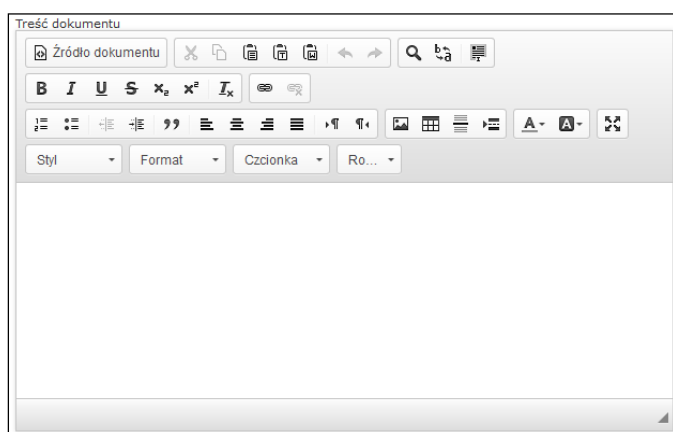 Treść dokumentu
Źródło dokumentu
Styl Format Czcionka Ro...